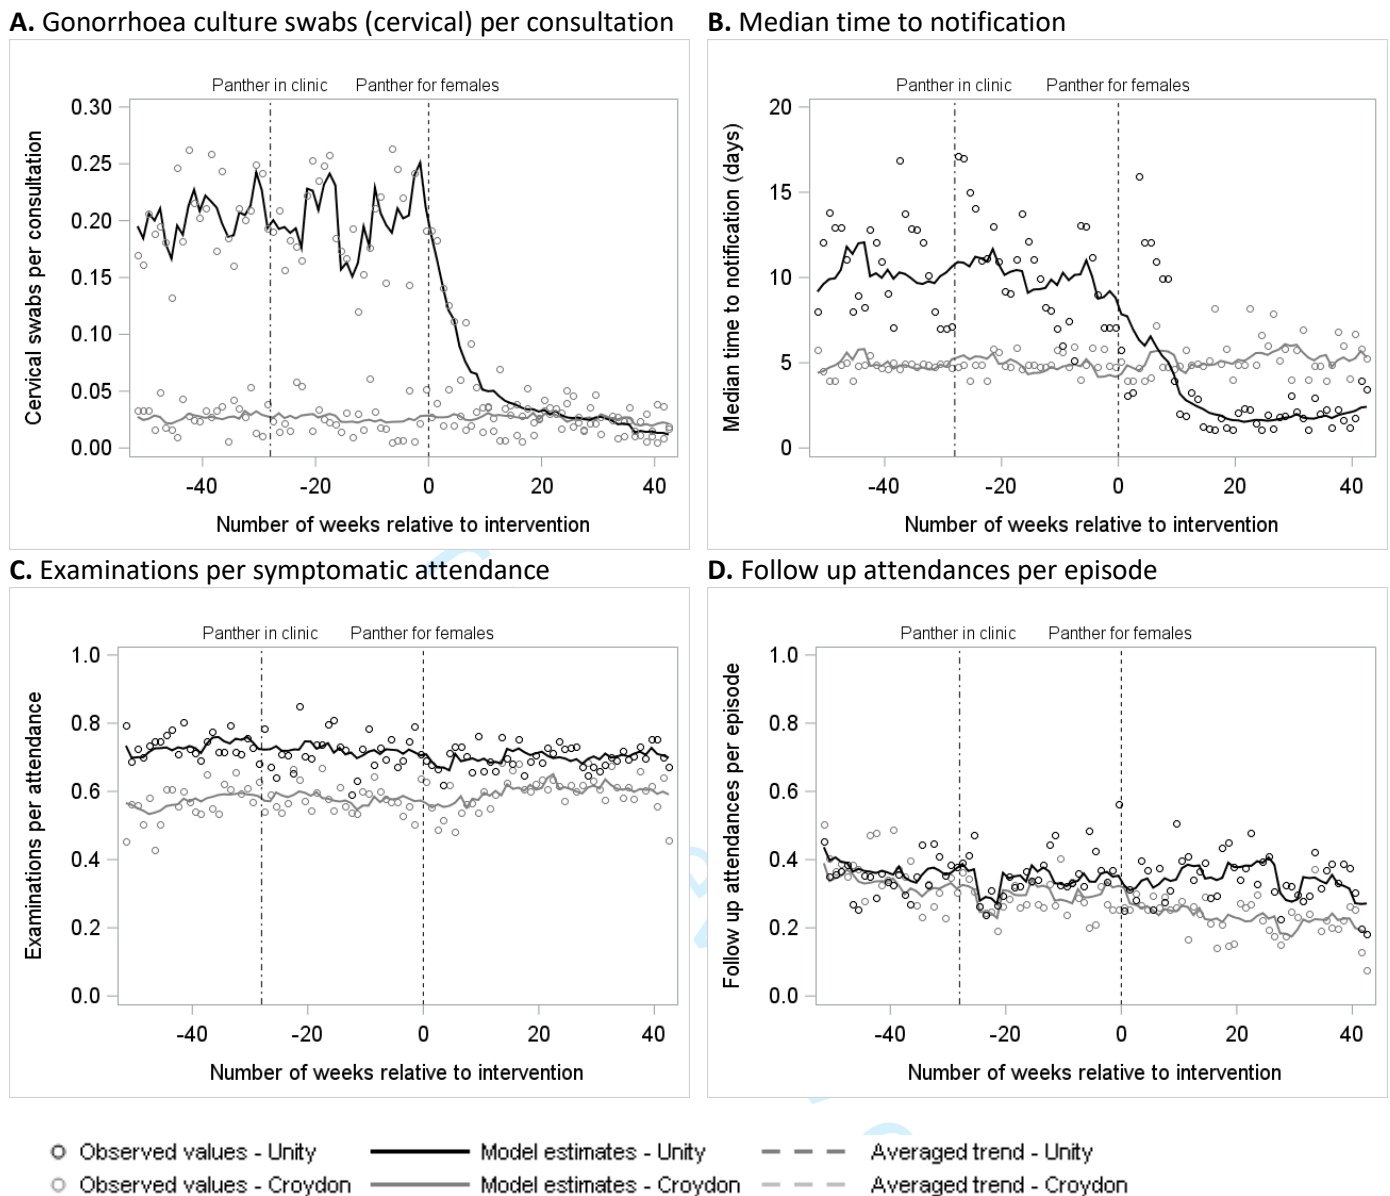 A. Gonorrhoea culture swabs (cervical) per consultation
Panther in clinic Panther for females
0.30
0.25
0.20
0.15
0.10
0.05
0.00
Cervical swabs per consultation
-40 -20 0 20 40
Number of weeks relative to intervention
B. Median time to notification
Panther in clinic Panther for females
20
15
10
5
0
Median time to notification (days)
-40 -20 0 20 40
Number of weeks relative to intervention
C. Examinations per symptomatic attendance
Panther in clinic Panther for females
1.0
0.8
0.6
0.4
0.2
0.0
Examinations per attendance
-40 -20 0 20 40
Number of weeks relative to intervention
D. Follow up attendances per episode
Panther in clinic Panther for females
1.0
0.8
0.6
0.4
0.2
0.0
Follow up attendances per episode
-40 -20 0 20 40
Number of weeks relative to intervention
Observed values - Unity Model estimates - Unity Averaged trend - Unity
Observed values - Croydon Model estimates - Croydon Averaged trend - Croydon